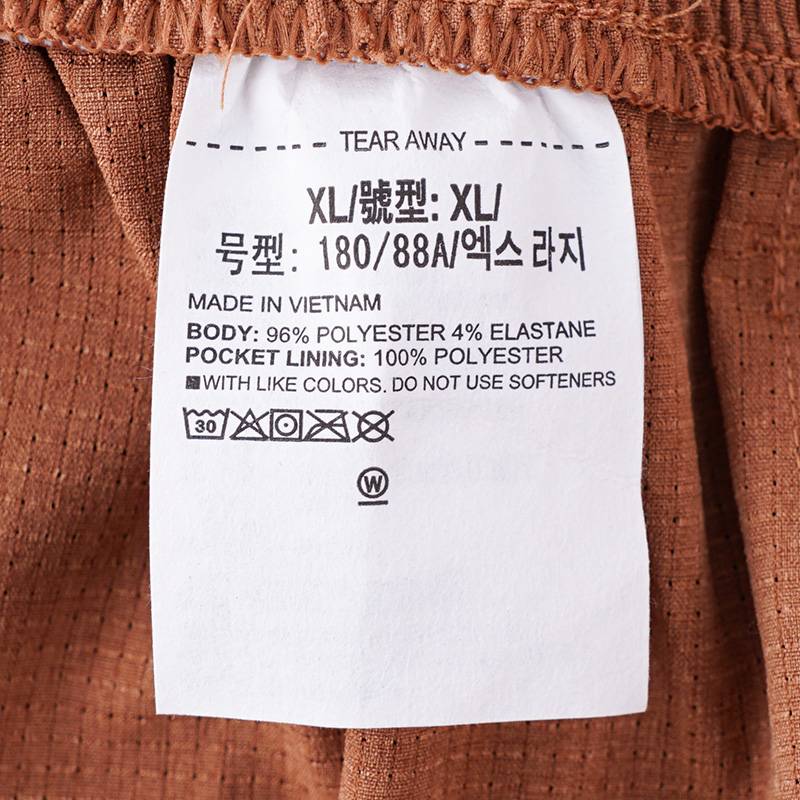 TEAR AWAY
XL/號型: XL/
号型: 180/88A/엑스 라지
MADE IN VIETNAM
BODY: 96% POLYESTER 4% ELASTANE
POCKET LINING: 100% POLYESTER
WITH LIKE COLORS. DO NOT USE SOFTENERS
30
W